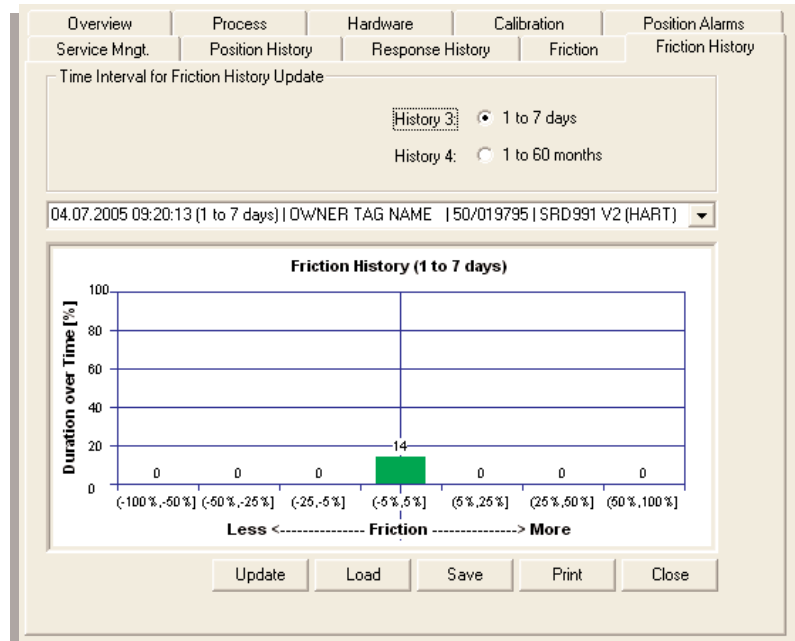 Overview Process Hardware Calibration Position Alarms
Service Mngt. Position History Response History Friction Friction History
Time Interval for Friction History Update
History 3: 1 to 7 days
History 4: 1 to 60 months
04.07.2005 09:20:13 (1 to 7 days) | OWNER TAG NAME | 50/019795 | SRD991 V2 (HART)
Friction History (1 to 7 days)
Duration over Time [%]
100
80
60
40
20
0
0 0 0 14 0 0 0
(-100%,-50%] (-50%,-25%] (-25,-5%] (-5%,5%] (5%,25%] (25%,50%] (50%,100%]
Less <--------------- Friction ---------------> More
Update Load Save Print Close